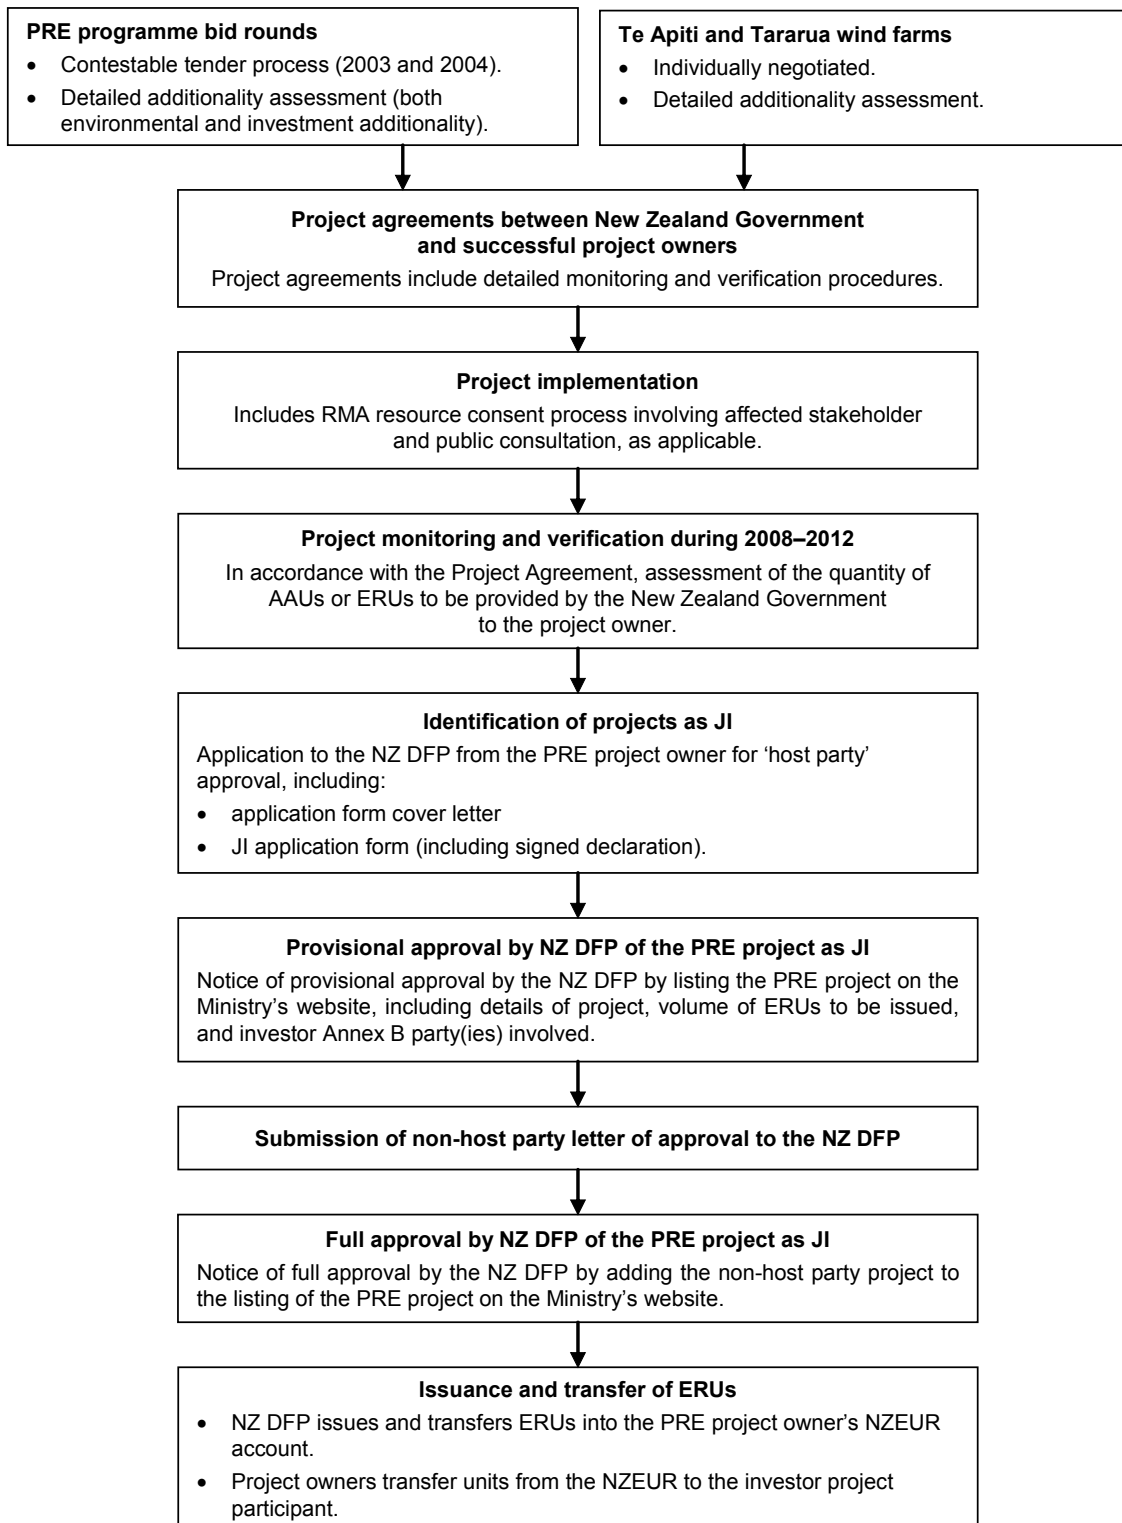 PRE programme bid rounds
• Contestable tender process (2003 and 2004).
• Detailed additionality assessment (both
environmental and investment additionality).
Te Apiti and Tararua wind farms
• Individually negotiated.
• Detailed additionality assessment.
Project agreements between New Zealand Government
and successful project owners
Project agreements include detailed monitoring and verification procedures.
Project implementation
Includes RMA resource consent process involving affected stakeholder
and public consultation, as applicable.
Project monitoring and verification during 2008–2012
In accordance with the Project Agreement, assessment of the quantity of
AAUs or ERUs to be provided by the New Zealand Government
to the project owner.
Identification of projects as JI
Application to the NZ DFP from the PRE project owner for ‘host party’
approval, including:
• application form cover letter
• JI application form (including signed declaration).
Provisional approval by NZ DFP of the PRE project as JI
Notice of provisional approval by the NZ DFP by listing the PRE project on the
Ministry’s website, including details of project, volume of ERUs to be issued,
and investor Annex B party(ies) involved.
Submission of non-host party letter of approval to the NZ DFP
Full approval by NZ DFP of the PRE project as JI
Notice of full approval by the NZ DFP by adding the non-host party project to
the listing of the PRE project on the Ministry’s website.
Issuance and transfer of ERUs
• NZ DFP issues and transfers ERUs into the PRE project owner’s NZEUR
account.
• Project owners transfer units from the NZEUR to the investor project
participant.